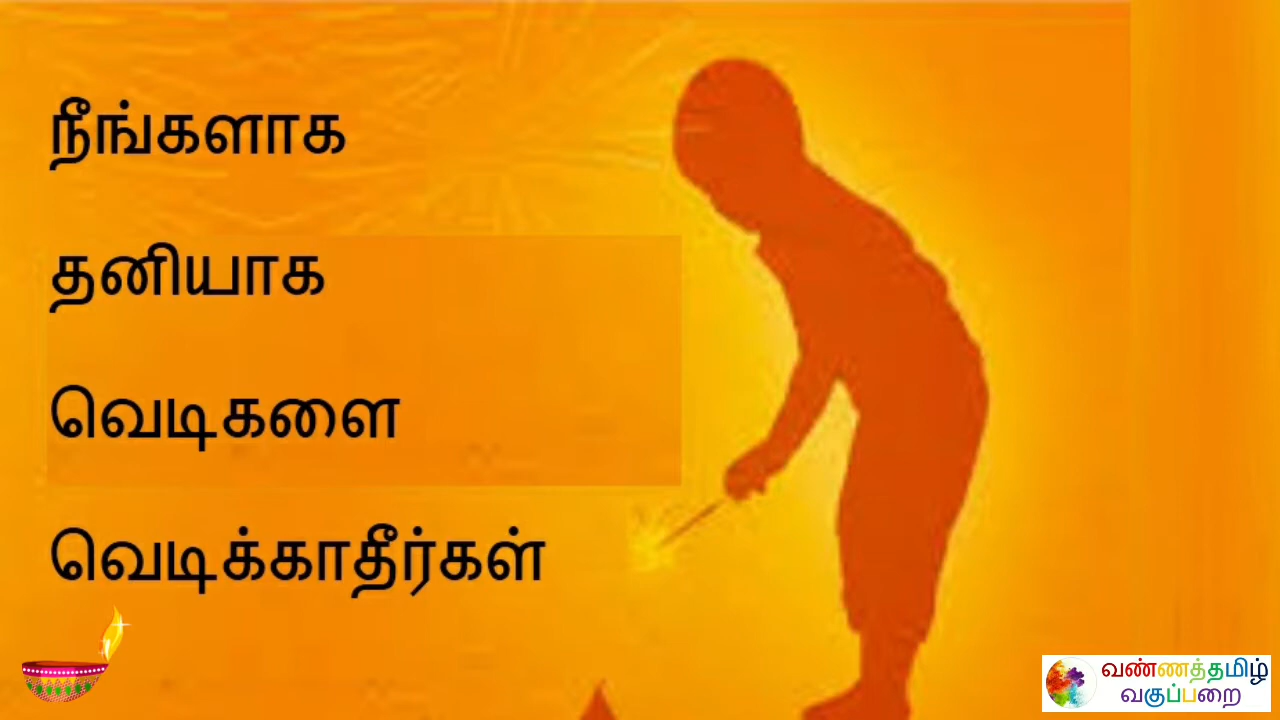 நீங்களாக
தனியாக
வெடிகளை
வெடிக்காதீர்கள்
வண்ணத்தமிழ்
வகுப்பறை